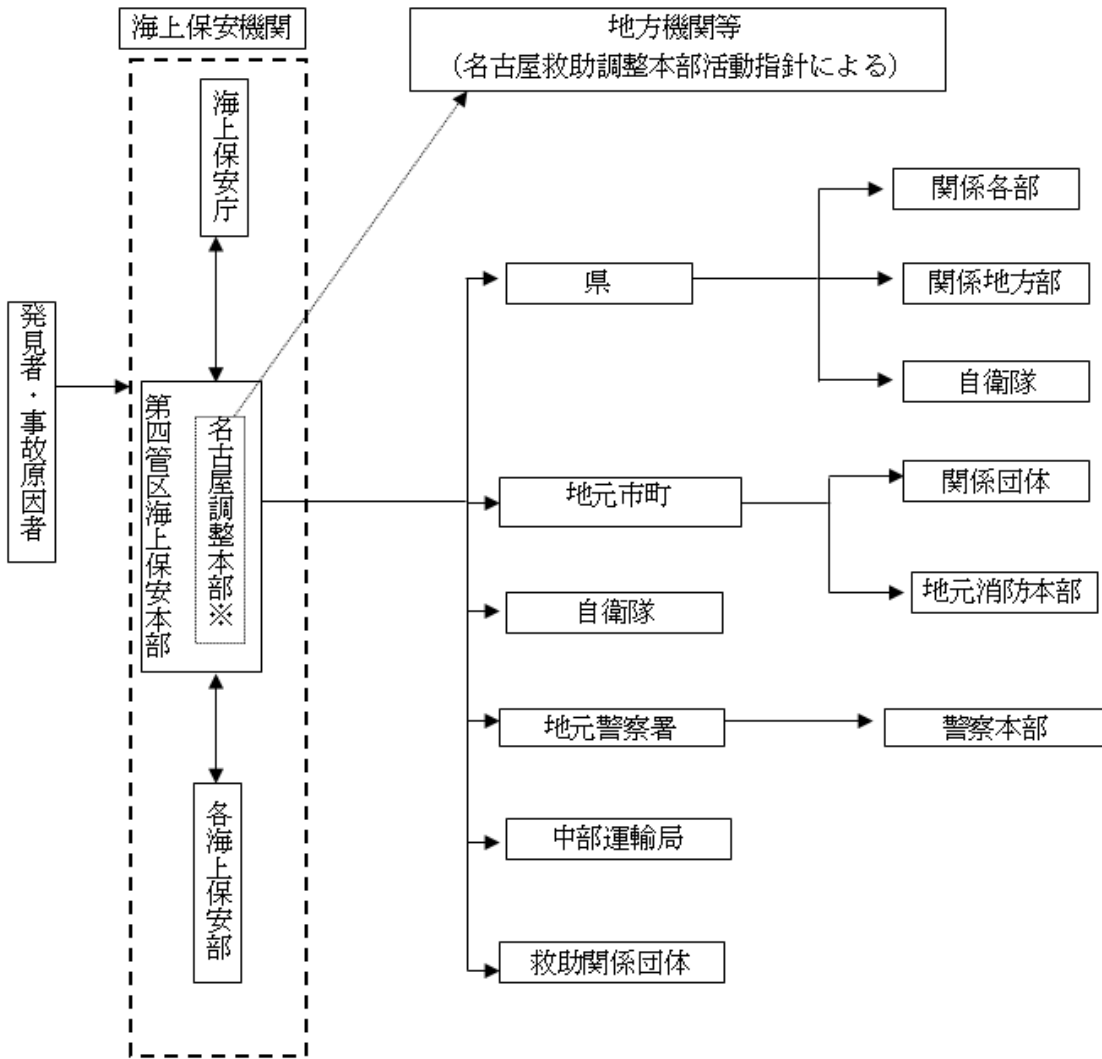 海上保安機関
地方機関等
(名古屋救助調整本部活動指針による)
海上保安庁
発見者・事故原因者
第四管区海上保安本部
名古屋調整本部※
各海上保安部
県
関係各部
関係地方部
自衛隊
地元市町
関係団体
地元消防本部
自衛隊
地元警察署
警察本部
中部運輸局
救助関係団体